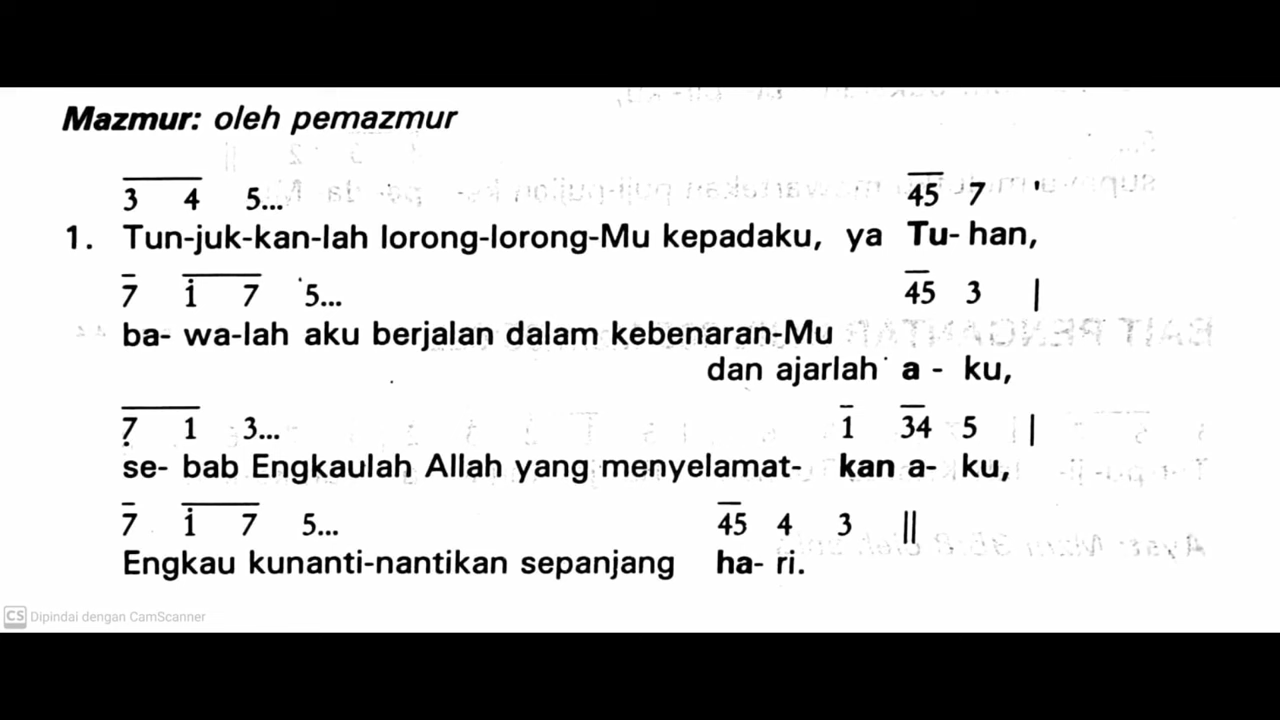 Mazmur: oleh pemazmur
3 4 5... 45 7 '
1. Tun-juk-kan-lah lorong-lorong-Mu kepadaku, ya Tu- han,
7 i 7 5... 45 3 |
ba- wa-lah aku berjalan dalam kebenaran-Mu
dan ajarlah a - ku,
7̣ 1 3... 1 34 5 |
se- bab Engkaulah Allah yang menyelamat- kan a- ku,
7 i 7 5... 45 4 3 ||
Engkau kunanti-nantikan sepanjang ha- ri.
CS Dipindai dengan CamScanner